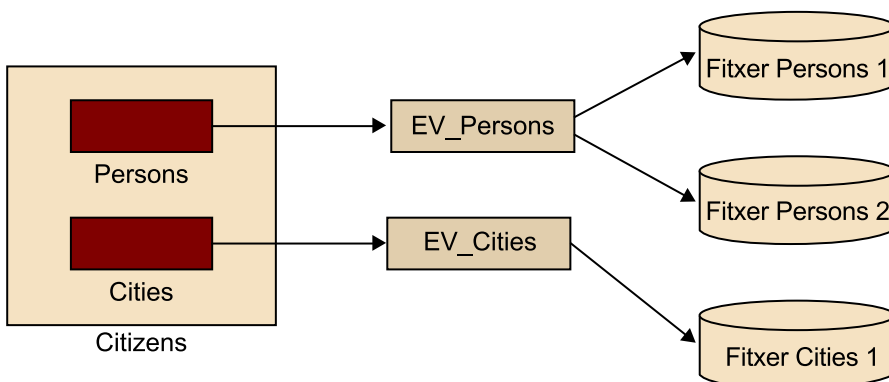 Persons
Cities
Citizens
EV_Persons
EV_Cities
Fitxer Persons 1
Fitxer Persons 2
Fitxer Cities 1